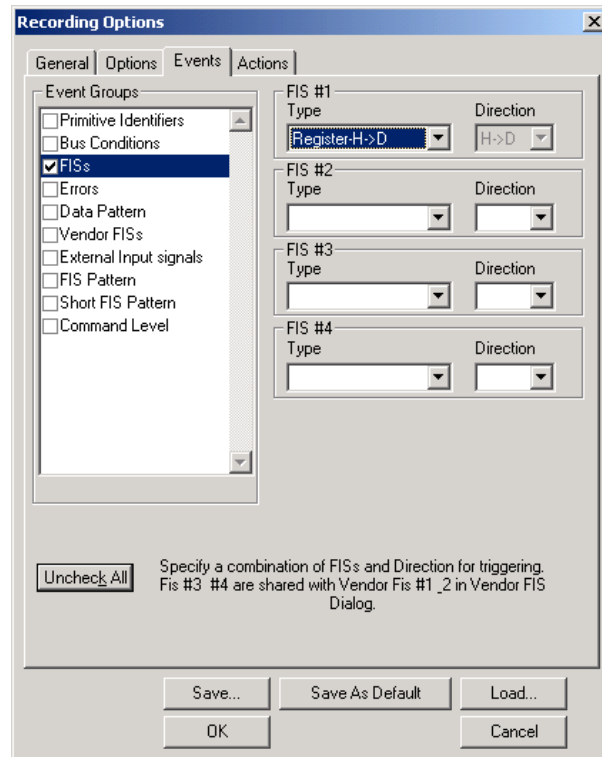 Recording Options
General Options Events Actions
Event Groups
Primitive Identifiers
Bus Conditions
FISs
Errors
Data Pattern
Vendor FISs
External Input signals
FIS Pattern
Short FIS Pattern
Command Level
FIS #1
Type Direction
Register-H->D H->D
FIS #2
Type Direction
FIS #3
Type Direction
FIS #4
Type Direction
Uncheck All
Specify a combination of FISs and Direction for triggering.
Fis #3 #4 are shared with Vendor Fis #1 _2 in Vendor FIS
Dialog.
Save... Save As Default Load...
OK Cancel